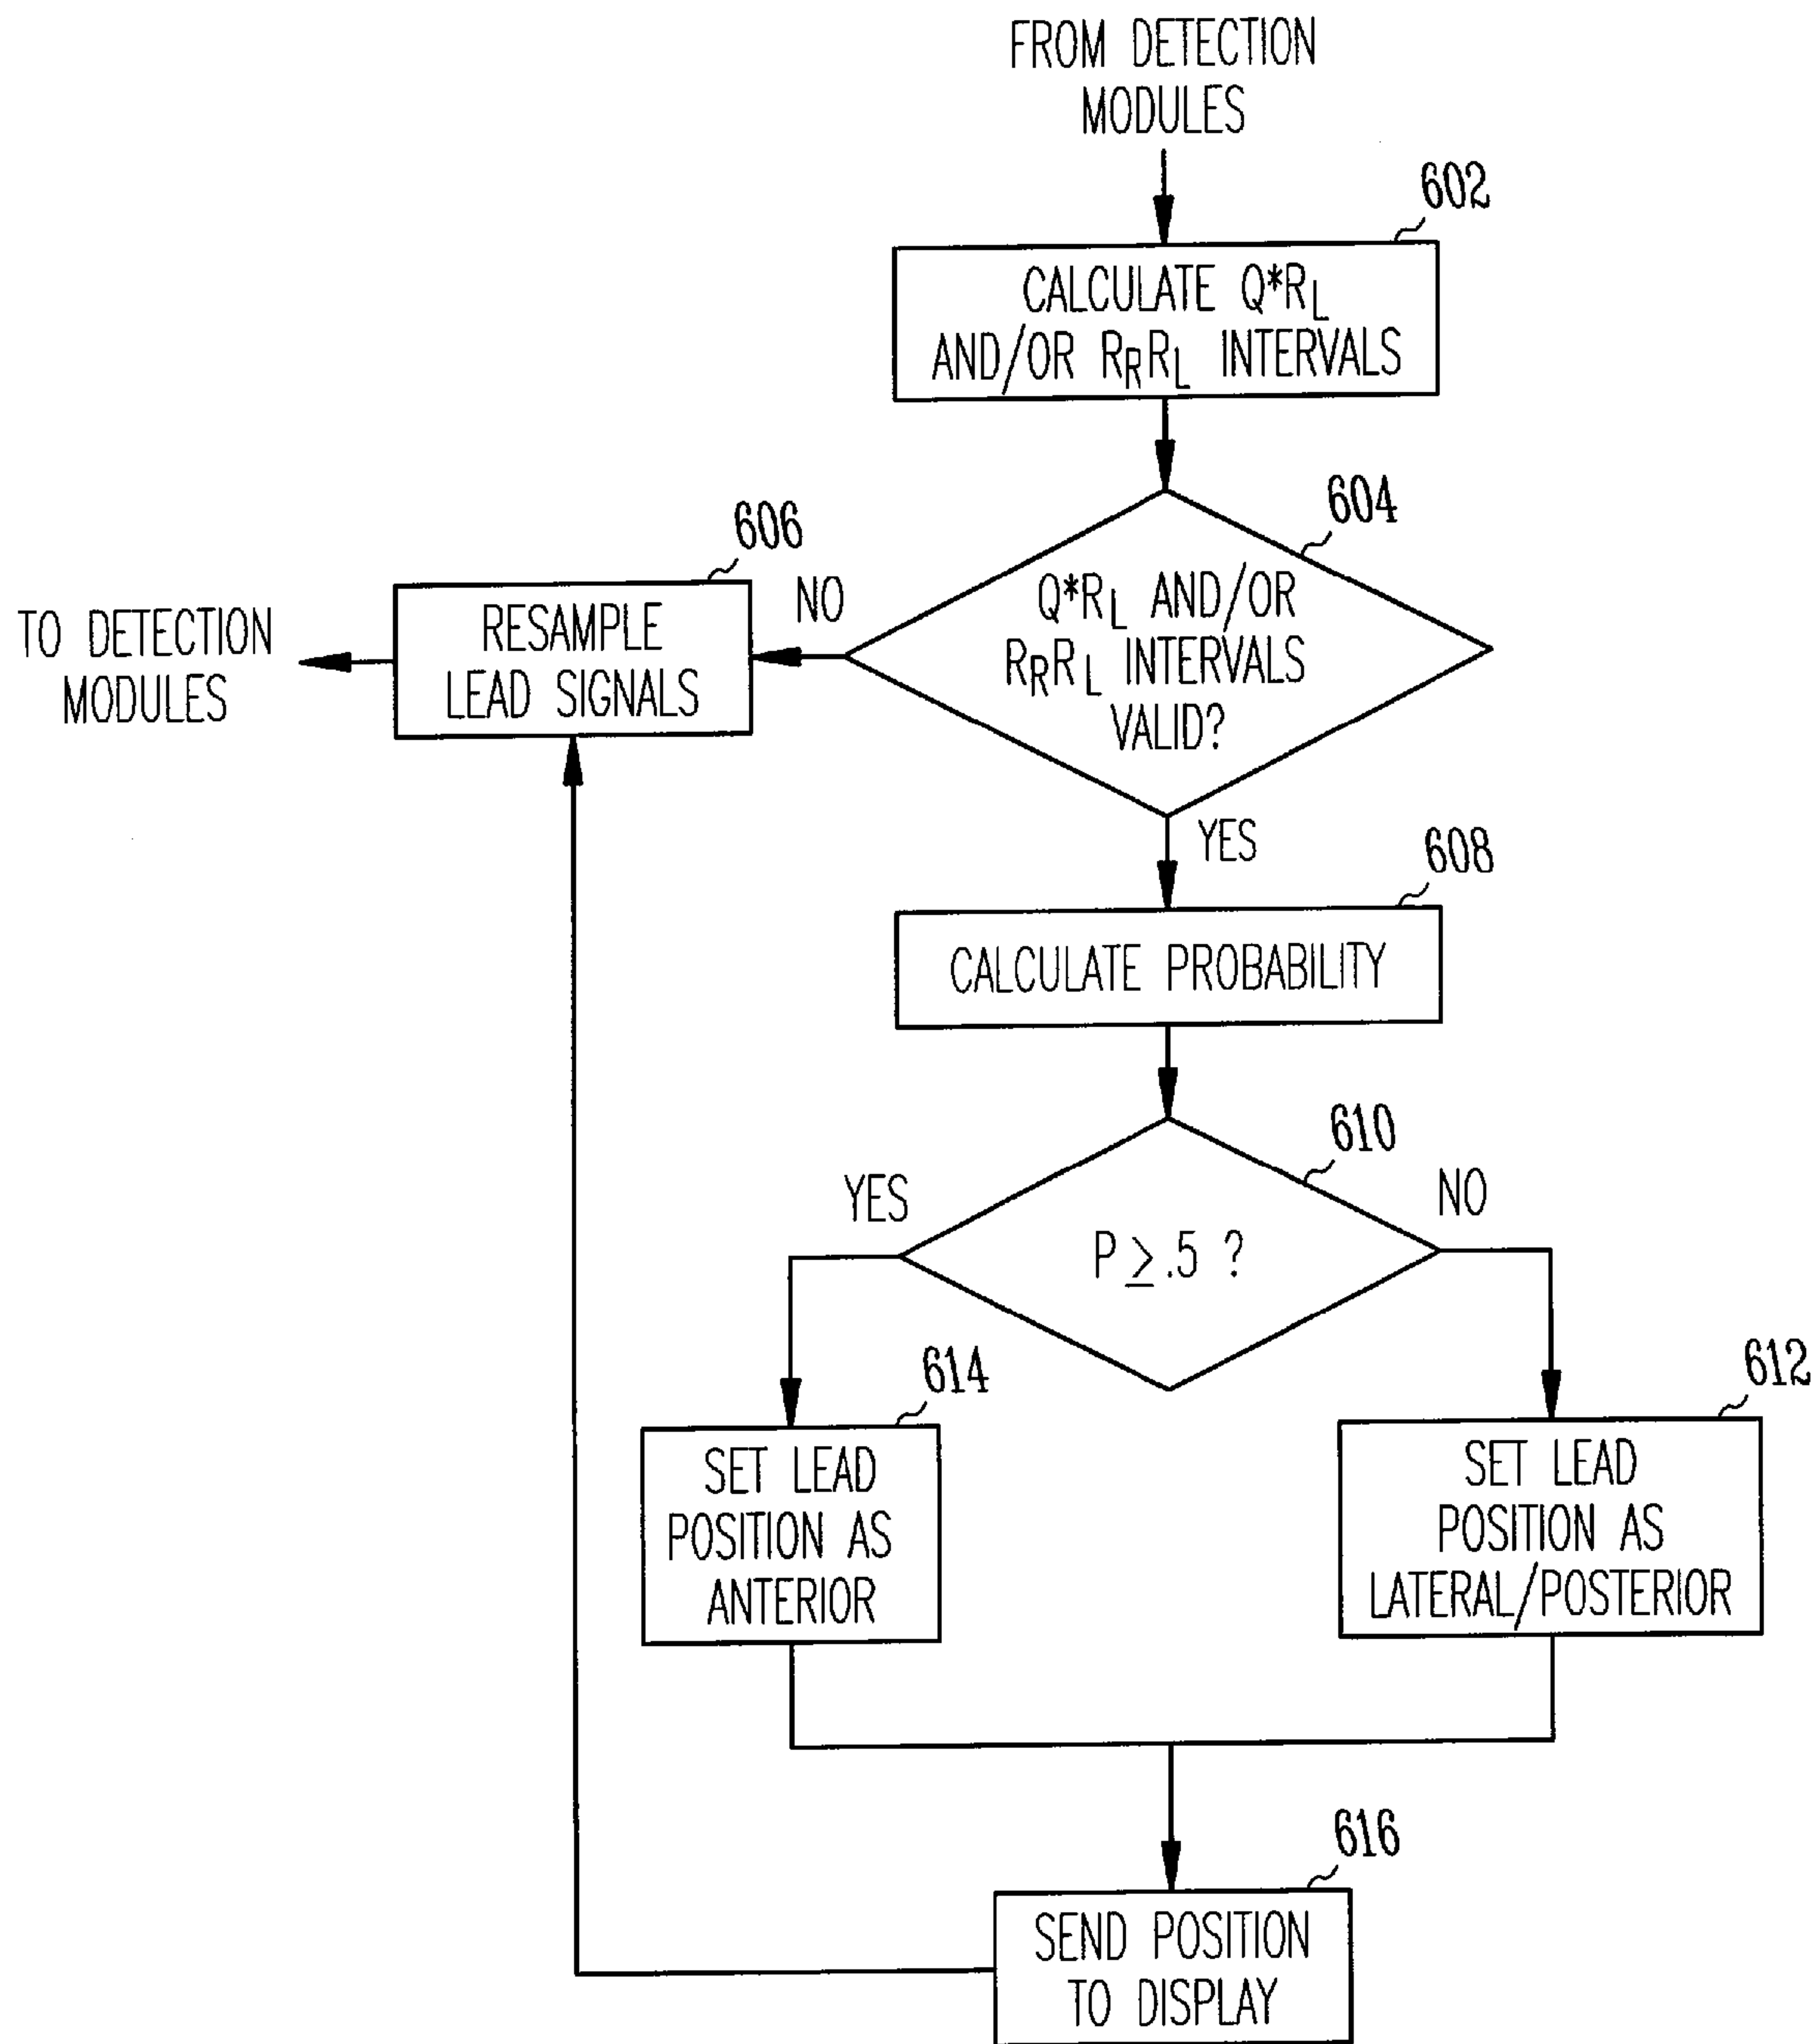 FROM DETECTION
MODULES
602
CALCULATE Q*RL
AND/OR RRRL INTERVALS
604
Q*RL AND/OR
RRRL INTERVALS
VALID?
NO
606
RESAMPLE
LEAD SIGNALS
TO DETECTION
MODULES
YES
608
CALCULATE PROBABILITY
610
P ≥ .5 ?
YES
NO
614
SET LEAD
POSITION AS
ANTERIOR
612
SET LEAD
POSITION AS
LATERAL/POSTERIOR
616
SEND POSITION
TO DISPLAY